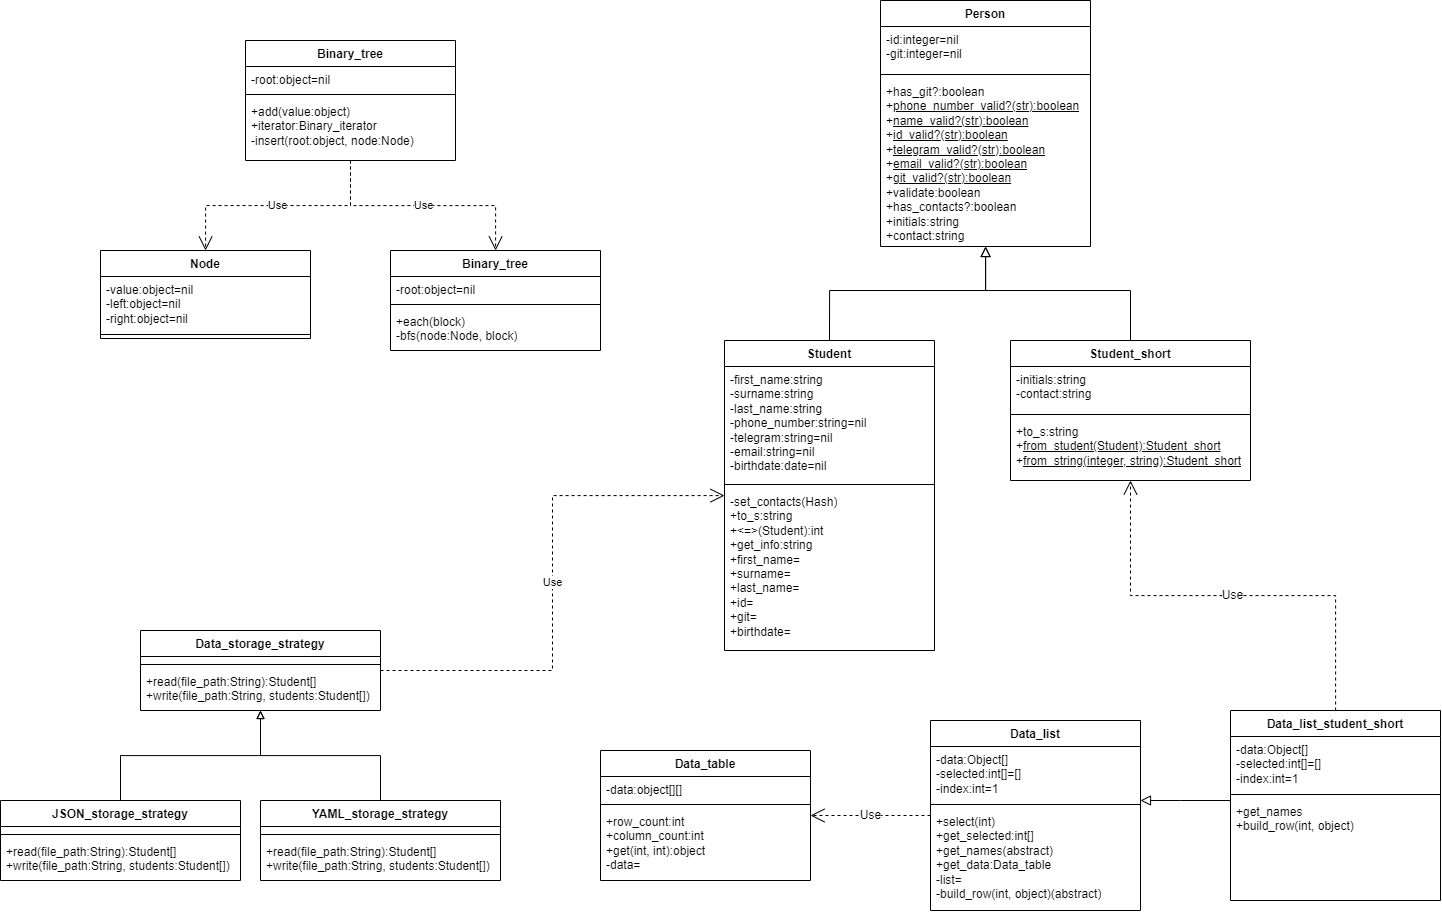 Person
-id:integer=nil
-git:integer=nil
+has_git?:boolean
+phone_number_valid?(str):boolean
+name_valid?(str):boolean
+id_valid?(str):boolean
+telegram_valid?(str):boolean
+email_valid?(str):boolean
+git_valid?(str):boolean
+validate:boolean
+has_contacts?:boolean
+initials:string
+contact:string
Binary_tree
-root:object=nil
+add(value:object)
+iterator:Binary_iterator
-insert(root:object, node:Node)
Use
Use
Node
-value:object=nil
-left:object=nil
-right:object=nil
Binary_tree
-root:object=nil
+each(block)
-bfs(node:Node, block)
Student
-first_name:string
-surname:string
-last_name:string
-phone_number:string=nil
-telegram:string=nil
-email:string=nil
-birthdate:date=nil
-set_contacts(Hash)
+to_s:string
+<=>(Student):int
+get_info:string
+first_name=
+surname=
+last_name=
+id=
+git=
+birthdate=
Student_short
-initials:string
-contact:string
+to_s:string
+from_student(Student):Student_short
+from_string(integer, string):Student_short
Use
Use
Data_storage_strategy
+read(file_path:String):Student[]
+write(file_path:String, students:Student[])
JSON_storage_strategy
+read(file_path:String):Student[]
+write(file_path:String, students:Student[])
YAML_storage_strategy
+read(file_path:String):Student[]
+write(file_path:String, students:Student[])
Data_table
-data:object[][]
+row_count:int
+column_count:int
+get(int, int):object
-data=
Use
Data_list
-data:Object[]
-selected:int[]=[]
-index:int=1
+select(int)
+get_selected:int[]
+get_names(abstract)
+get_data:Data_table
-list=
-build_row(int, object)(abstract)
Data_list_student_short
-data:Object[]
-selected:int[]=[]
-index:int=1
+get_names
+build_row(int, object)